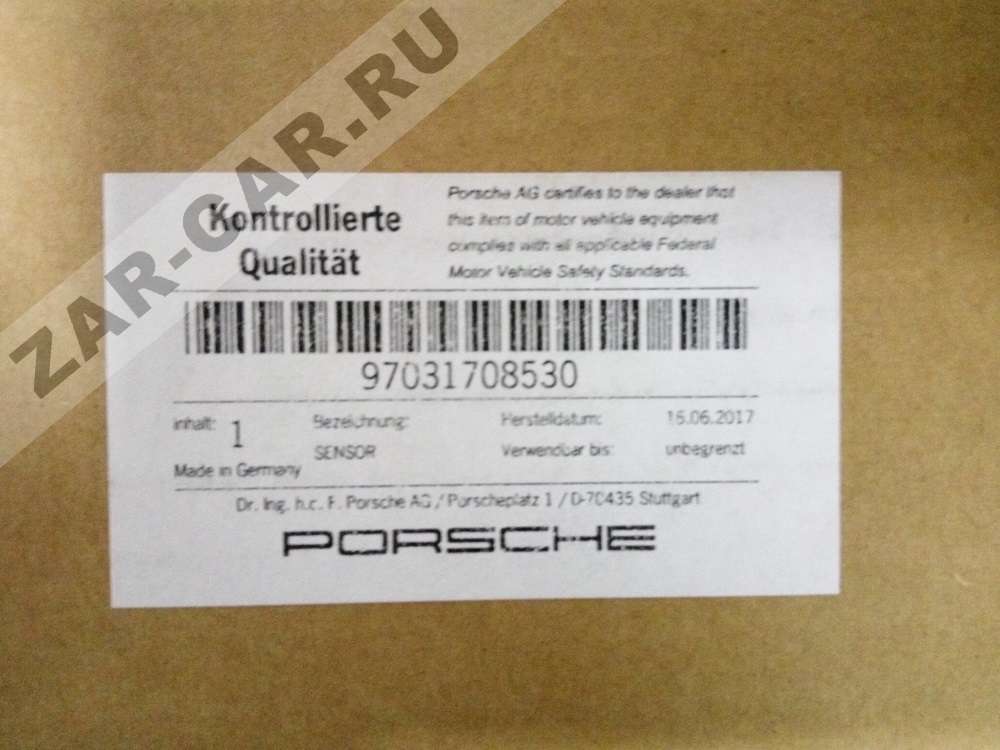 ZAR-CAR.RU
Kontrollierte
Qualität
Porsche AG certifies to the dealer that
this item of motor vehicle equipment
complies with all applicable Federal
Motor Vehicle Safety Standards.
97031708530
Inhalt: 1
Bezeichnung:
SENSOR
Herstelldatum: 15.06.2017
Verwendbar bis: unbegrenzt
Made in Germany
Dr. Ing. h.c. F. Porsche AG / Porscheplatz 1 / D-70435 Stuttgart
PORSCHE